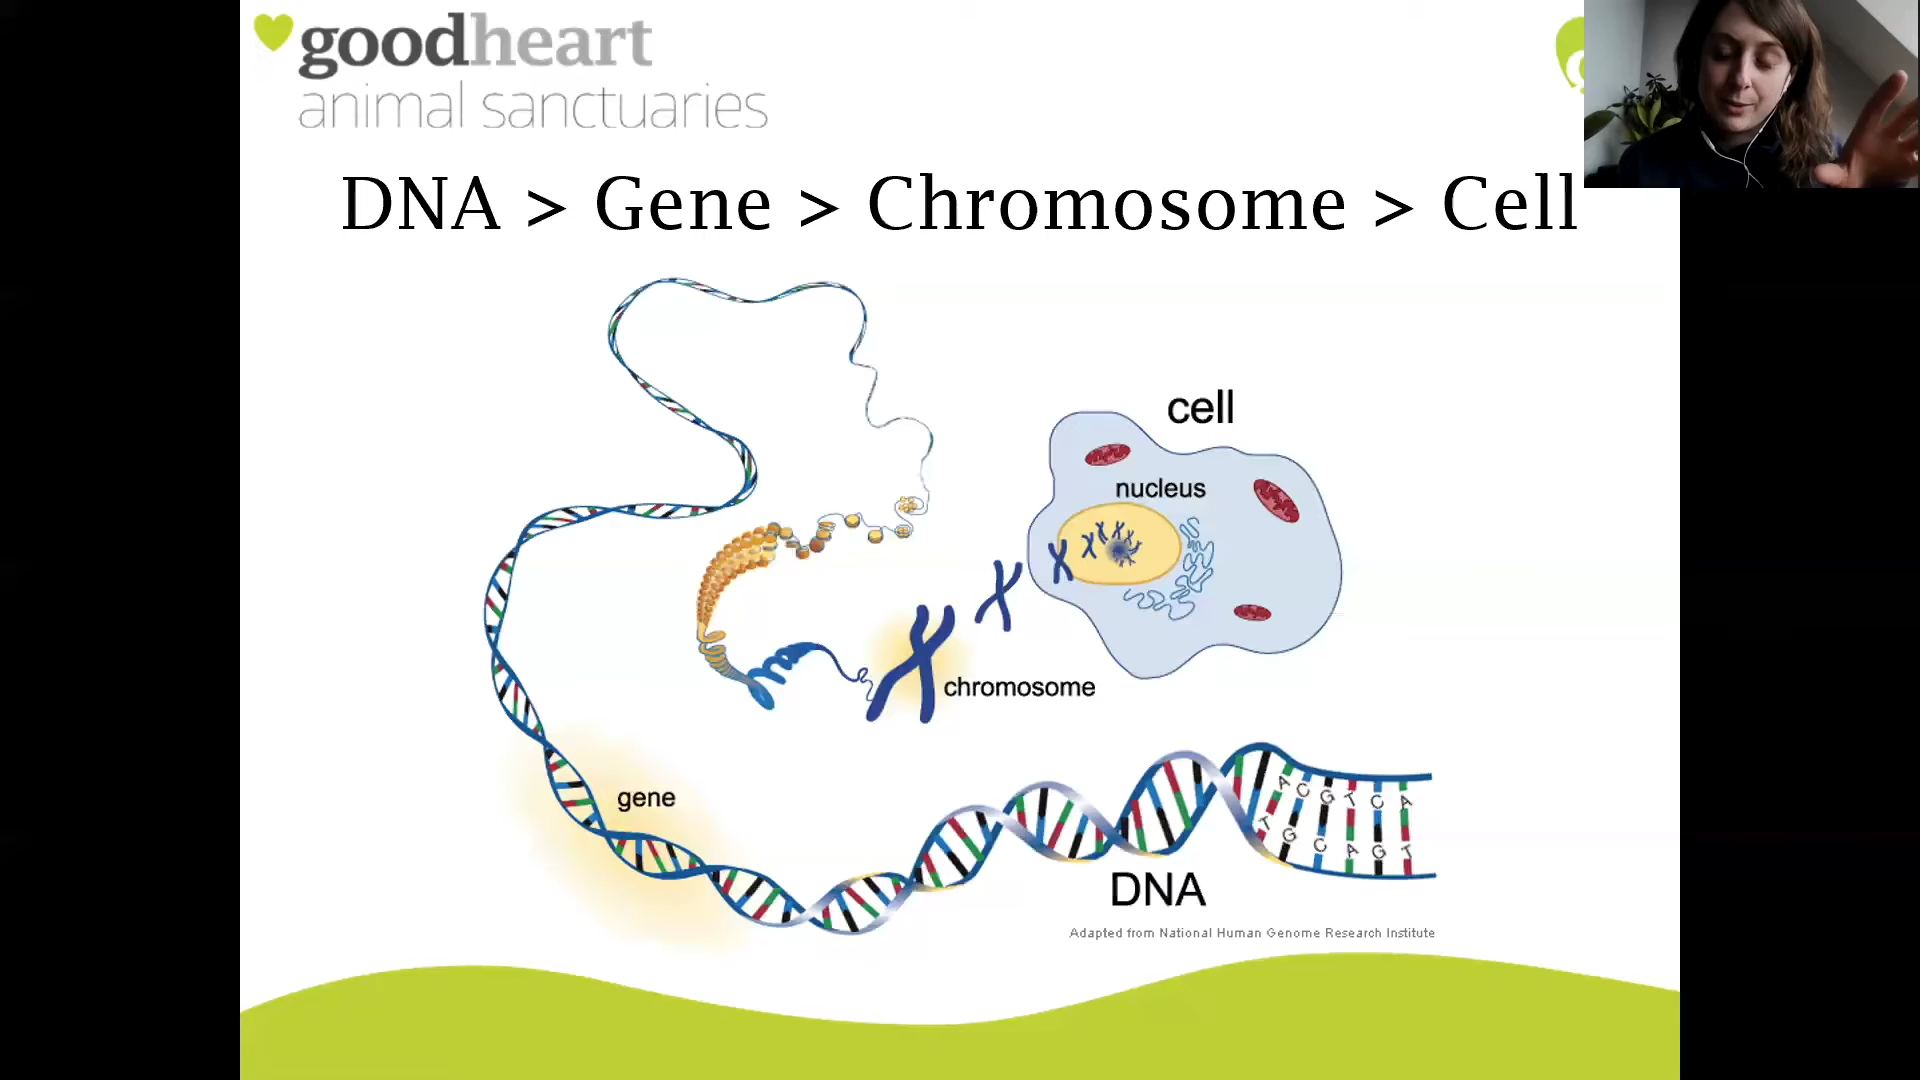 goodheart
animal sanctuaries
DNA > Gene > Chromosome > Cell
cell
nucleus
chromosome
gene
A C G T C A
T G C A G T
DNA
Adapted from National Human Genome Research Institute